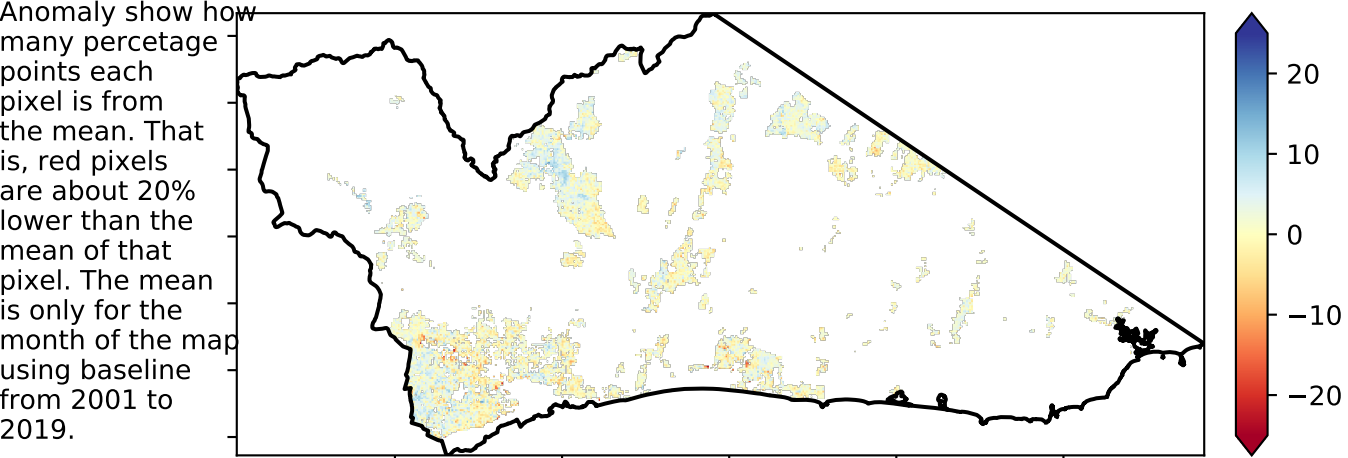 Anomaly show how
many percetage
points each
pixel is from
the mean. That
is, red pixels
are about 20%
lower than the
mean of that
pixel. The mean
is only for the
month of the map
using baseline
from 2001 to
2019.
20
10
0
−10
−20